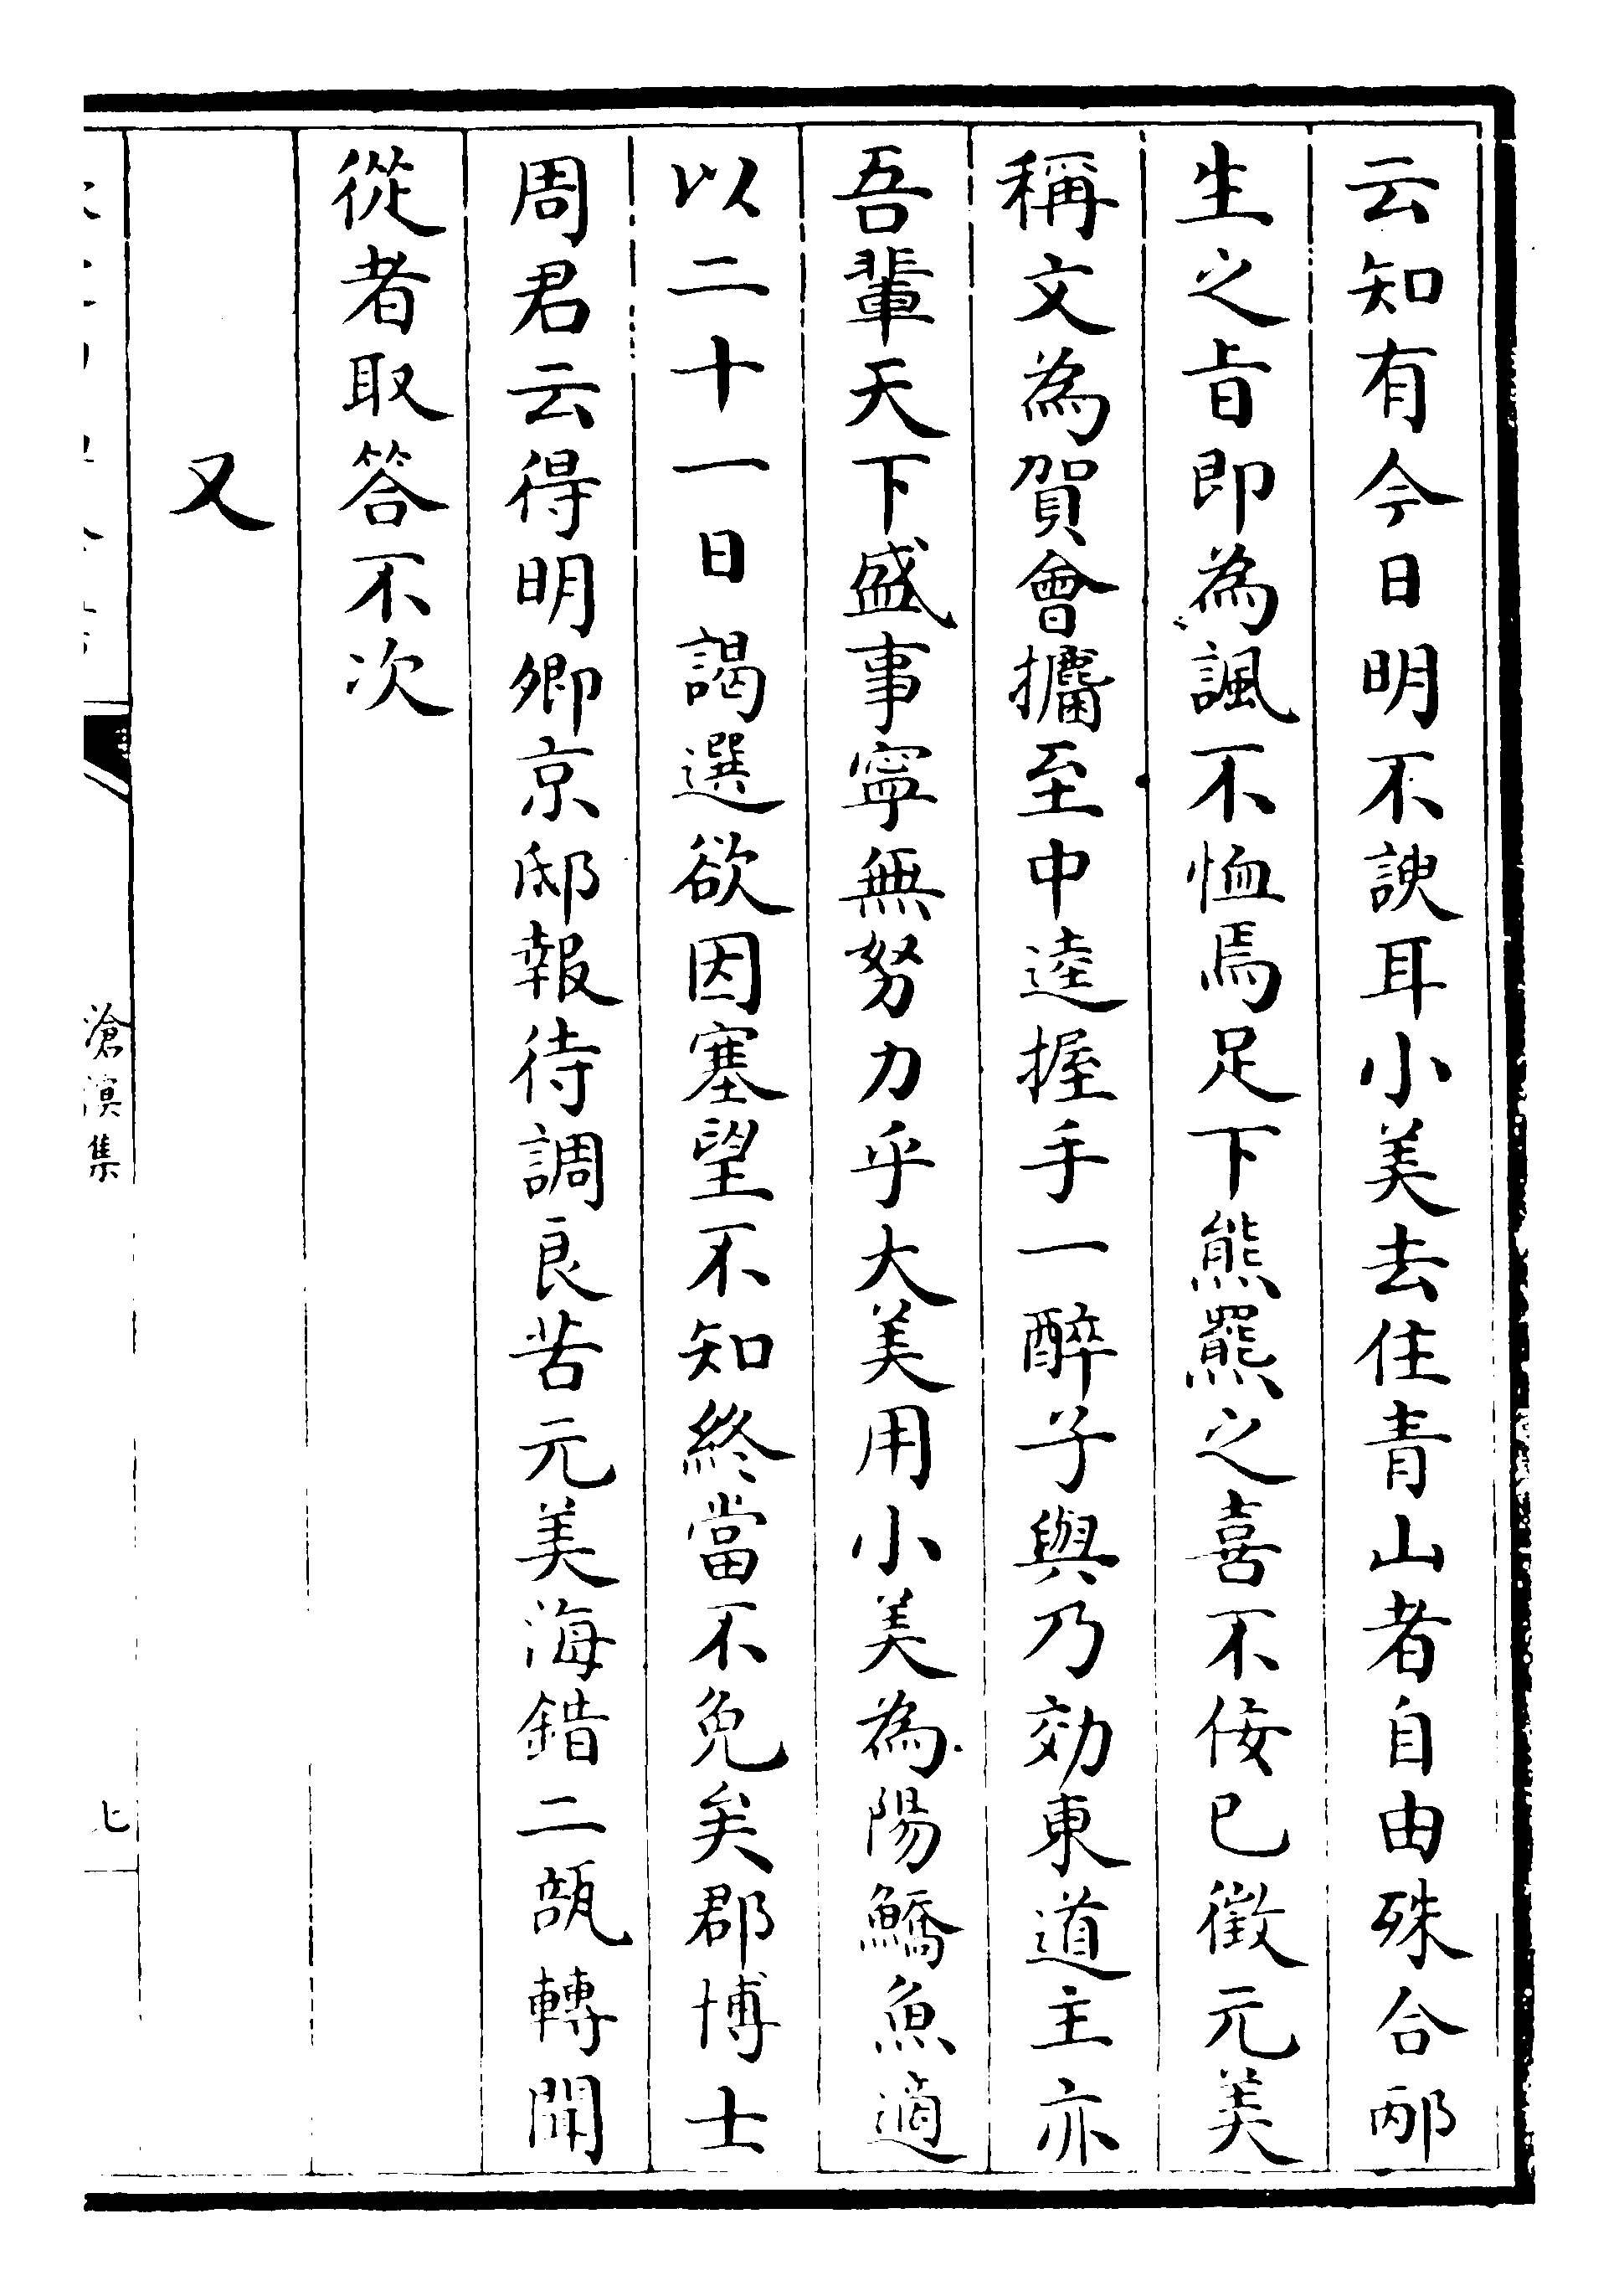 云知有今日明不諛耳小美去住青山者自由殊合邴
生之旨即為諷不恤焉足下熊羆之喜不佞已徵元美
稱文為賀會攜至中逵握手一醉子與乃効東道主亦
吾輩天下盛事寧無努力乎大美用小美為陽鱎魚適
以二十一日謁選欲因塞望不知終當不免矣郡博士
周君云得明卿京邸報待調良苦元美海錯二瓿轉開
從者取答不次
又
滄溟集
七